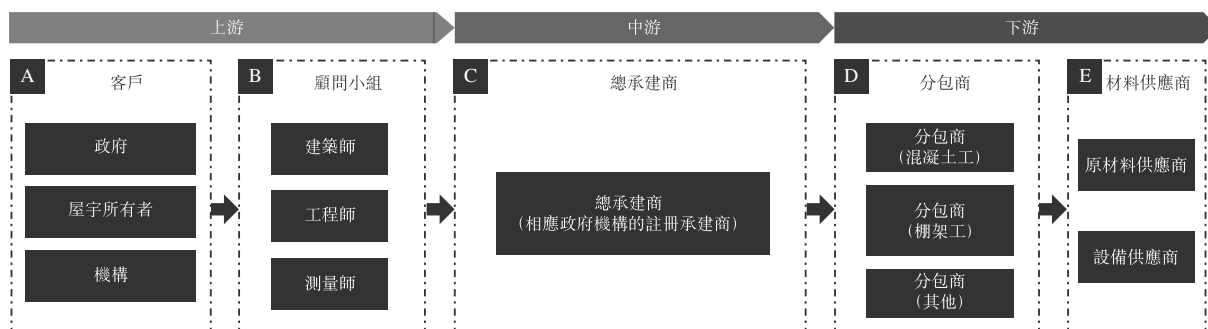 上游
中游
下游
A
客戶
政府
屋宇所有者
機構
B
顧問小組
建築師
工程師
測量師
C
總承建商
總承建商
(相應政府機構的註冊承建商)
D
分包商
分包商
(混凝土工)
分包商
(棚架工)
分包商
(其他)
E
材料供應商
原材料供應商
設備供應商